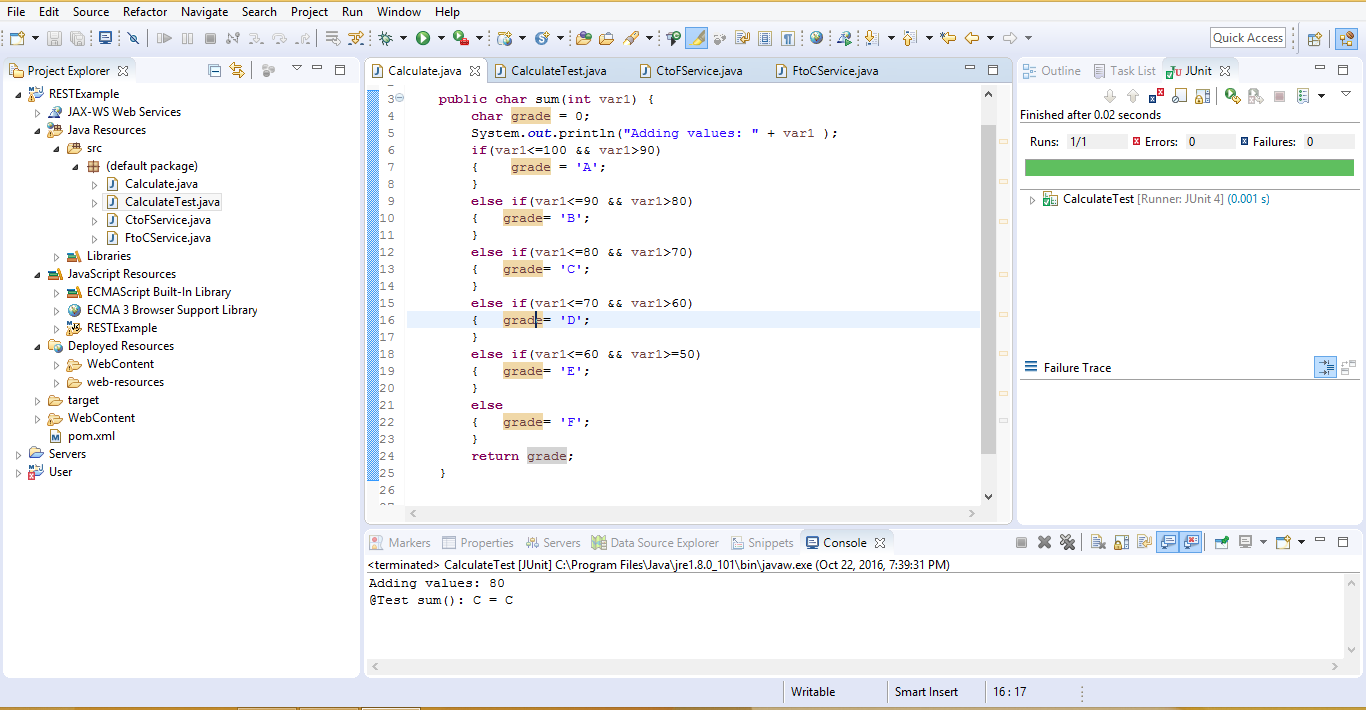 File Edit Source Refactor Navigate Search Project Run Window Help
Quick Access
Project Explorer
RESTExample
JAX-WS Web Services
Java Resources
src
(default package)
Calculate.java
CalculateTest.java
CtoFService.java
FtoCService.java
Libraries
JavaScript Resources
ECMAScript Built-In Library
ECMA 3 Browser Support Library
RESTExample
Deployed Resources
WebContent
web-resources
target
WebContent
pom.xml
Servers
User
Calculate.java CalculateTest.java CtoFService.java FtoCService.java
3 public char sum(int var1) {
4 char grade = 0;
5 System.out.println("Adding values: " + var1 );
6 if(var1<=100 && var1>90)
7 { grade = 'A';
8 }
9 else if(var1<=90 && var1>80)
10 { grade= 'B';
11 }
12 else if(var1<=80 && var1>70)
13 { grade= 'C';
14 }
15 else if(var1<=70 && var1>60)
16 { grade= 'D';
17 }
18 else if(var1<=60 && var1>=50)
19 { grade= 'E';
20 }
21 else
22 { grade= 'F';
23 }
24 return grade;
25 }
26
Outline Task List JUnit
Finished after 0.02 seconds
Runs: 1/1 Errors: 0 Failures: 0
CalculateTest [Runner: JUnit 4] (0.001 s)
Failure Trace
Markers Properties Servers Data Source Explorer Snippets Console
<terminated> CalculateTest [JUnit] C:\Program Files\Java\jre1.8.0_101\bin\javaw.exe (Oct 22, 2016, 7:39:31 PM)
Adding values: 80
@Test sum(): C = C
Writable Smart Insert 16 : 17